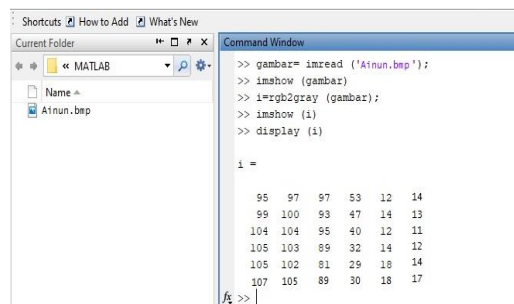 Shortcuts How to Add What's New
Current Folder
« MATLAB
Name
Ainun.bmp
Command Window
>> gambar= imread ('Ainun.bmp');
>> imshow (gambar)
>> i=rgb2gray (gambar);
>> imshow (i)
>> display (i)
i =
95 97 97 53 12 14
99 100 93 47 14 13
104 104 95 40 12 11
105 103 89 32 14 12
105 102 81 29 18 14
107 105 89 30 18 17
fx >>